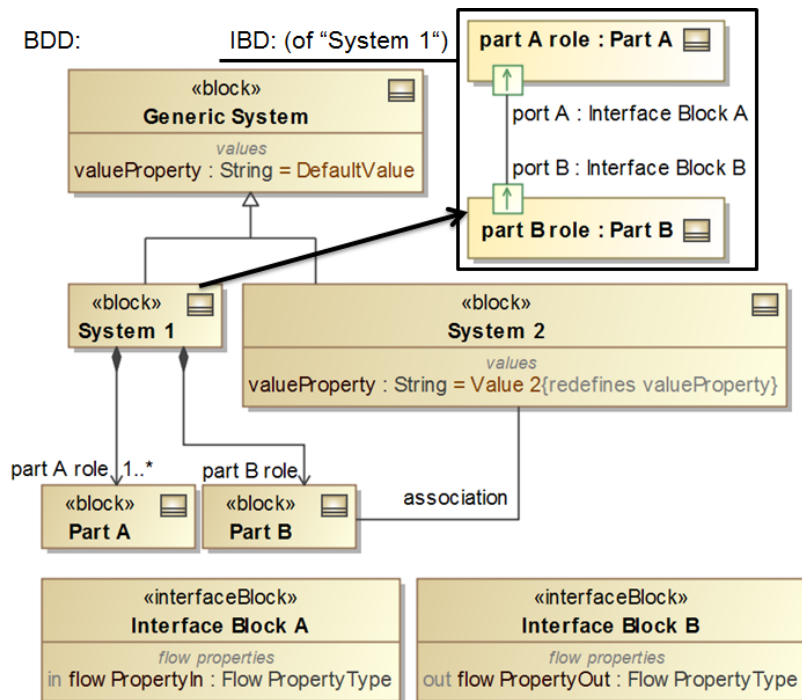 BDD:
IBD: (of “System 1“)
part A role : Part A
port A : Interface Block A
port B : Interface Block B
part B role : Part B
«block»
Generic System
values
valueProperty : String = DefaultValue
«block»
System 1
«block»
System 2
values
valueProperty : String = Value 2{redefines valueProperty}
part A role 1..*
part B role
association
«block»
Part A
«block»
Part B
«interfaceBlock»
Interface Block A
flow properties
in flow PropertyIn : Flow PropertyType
«interfaceBlock»
Interface Block B
flow properties
out flow PropertyOut : Flow PropertyType